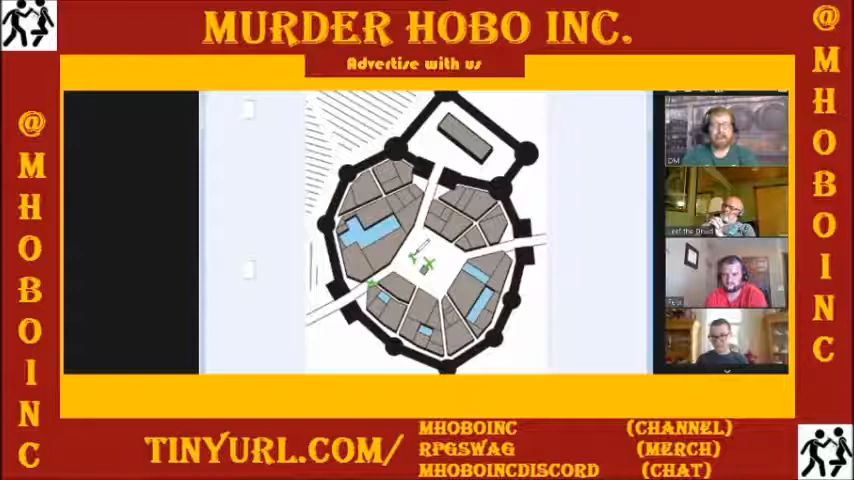 MURDER HOBO INC.
Advertise with us
@MHOBOINC
@MHOBOINC
DM
Leef the Druid
TINYURL.COM/
MHOBOINC (CHANNEL)
RPGSWAG (MERCH)
MHOBOINCDISCORD (CHAT)